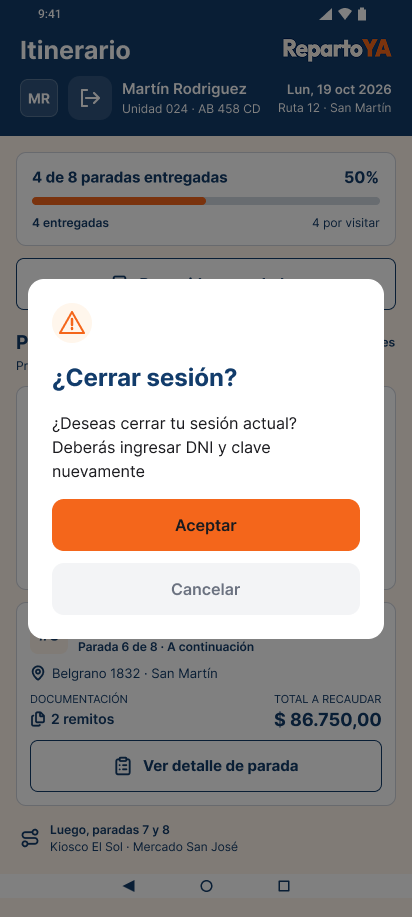 9:41
Itinerario
RepartoYA
MR
Martín Rodriguez
Unidad 024 · AB 458 CD
Lun, 19 oct 2026
Ruta 12 · San Martín
4 de 8 paradas entregadas
50%
4 entregadas
4 por visitar
¿Cerrar sesión?
¿Deseas cerrar tu sesión actual?
Deberás ingresar DNI y clave
nuevamente
Aceptar
Cancelar
Parada 6 de 8 · A continuación
Belgrano 1832 · San Martín
DOCUMENTACIÓN
TOTAL A RECAUDAR
2 remitos
$ 86.750,00
Ver detalle de parada
Luego, paradas 7 y 8
Kiosco El Sol · Mercado San José